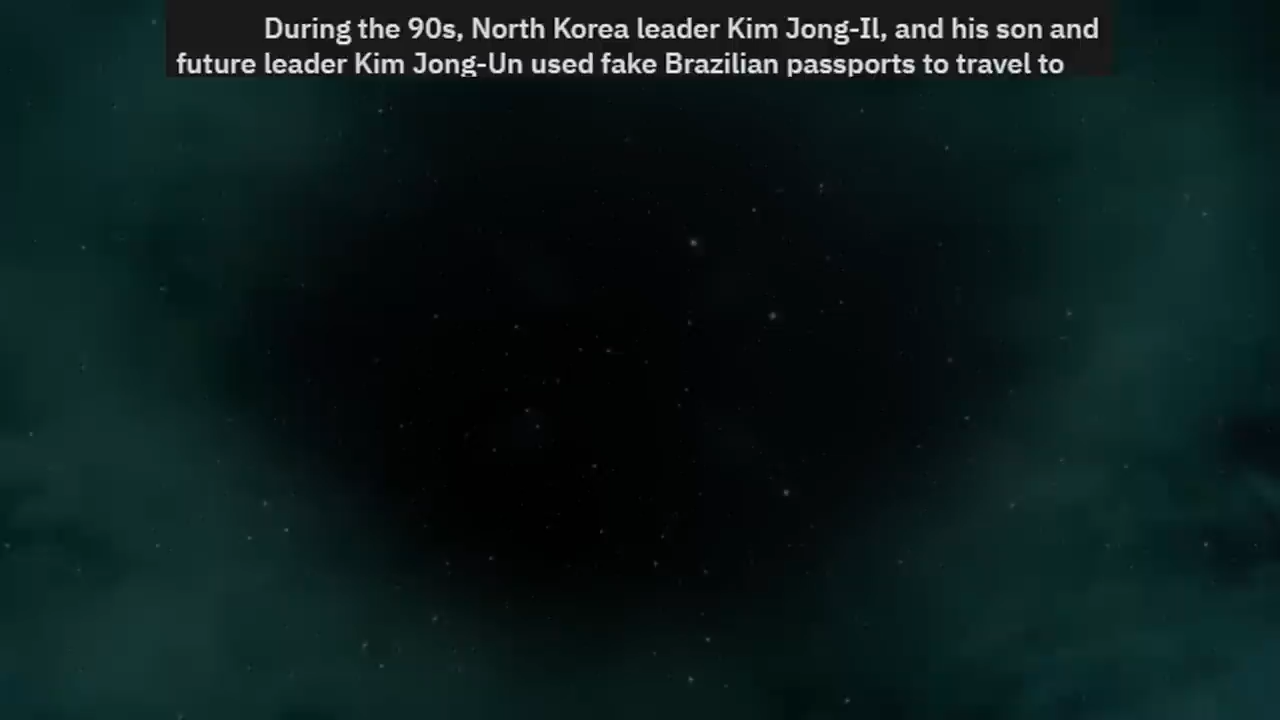 During the 90s, North Korea leader Kim Jong-Il, and his son and
future leader Kim Jong-Un used fake Brazilian passports to travel to